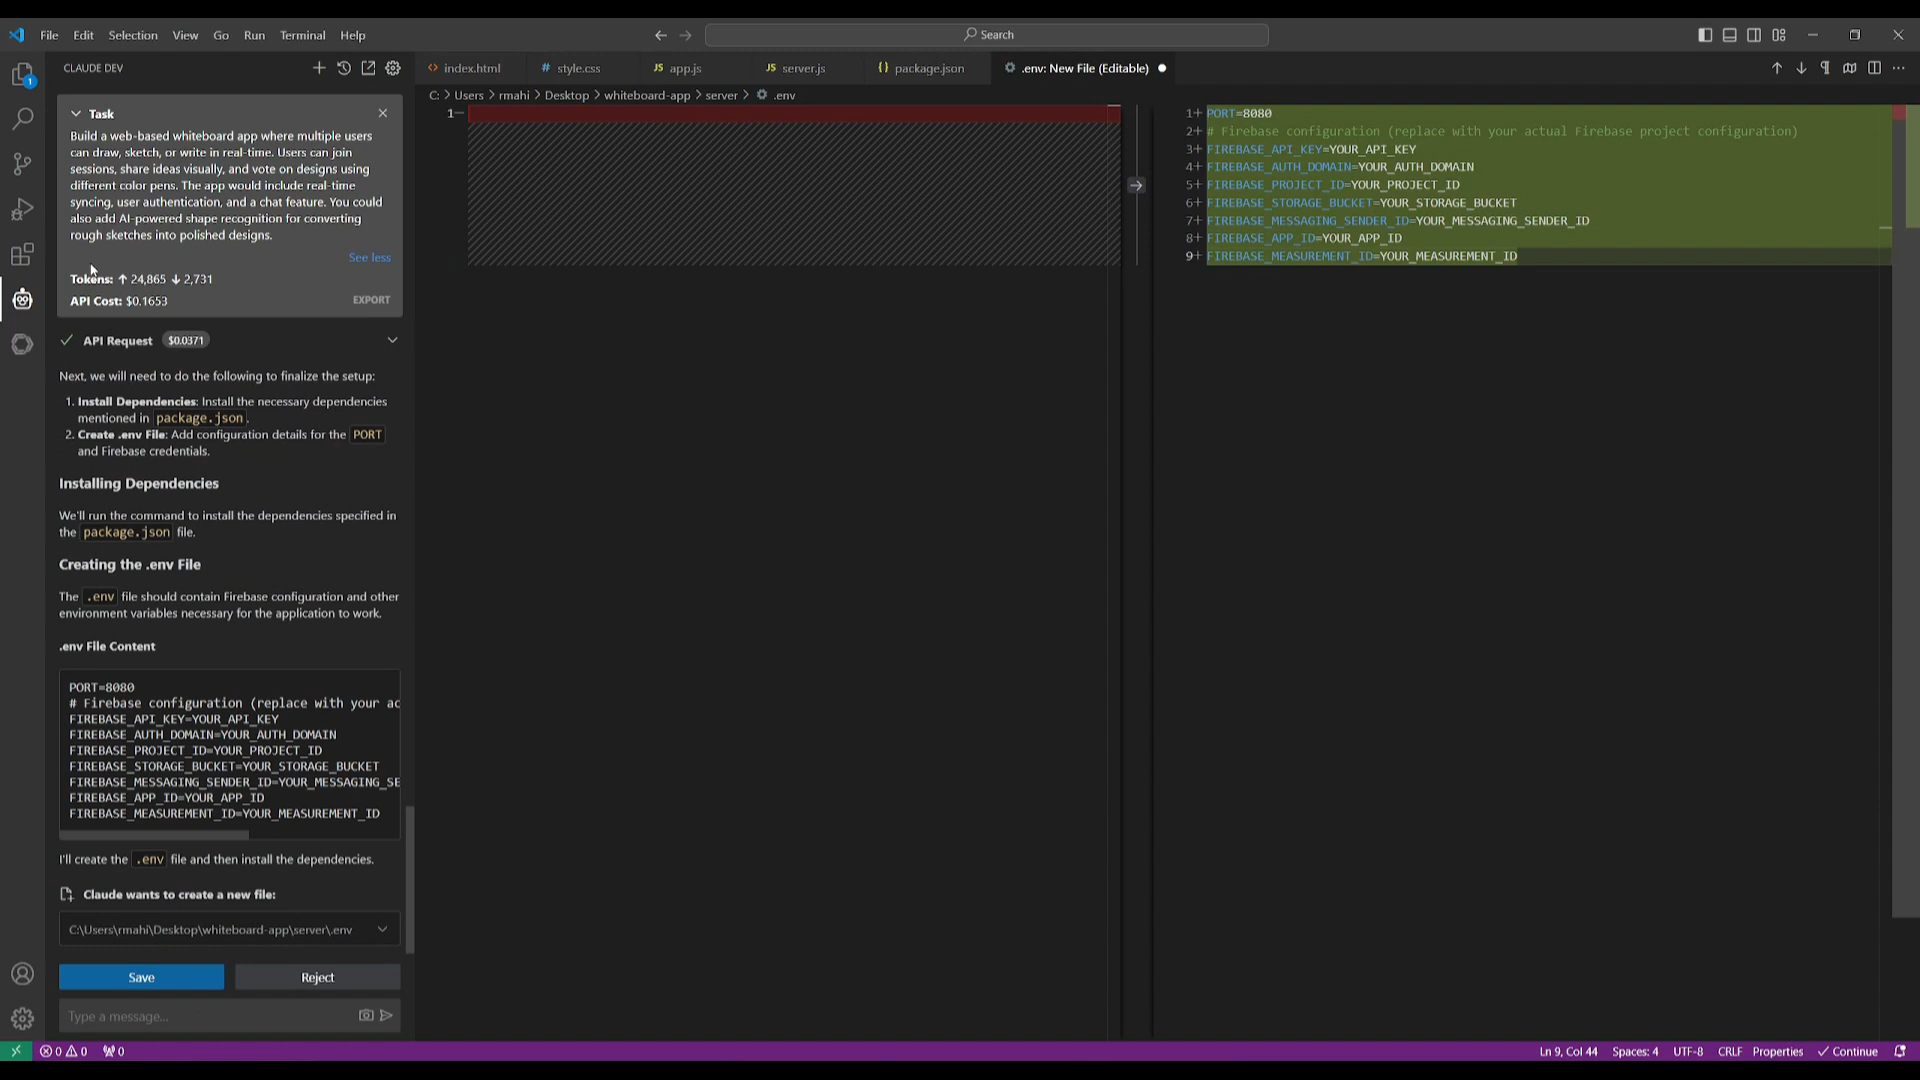 File Edit Selection View Go Run Terminal Help
Search
CLAUDE DEV
index.html
# style.css
JS app.js
JS server.js
{} package.json
.env: New File (Editable)
C: > Users > rmahi > Desktop > whiteboard-app > server > .env
Task
Build a web-based whiteboard app where multiple users
can draw, sketch, or write in real-time. Users can join
sessions, share ideas visually, and vote on designs using
different color pens. The app would include real-time
syncing, user authentication, and a chat feature. You could
also add AI-powered shape recognition for converting
rough sketches into polished designs.
See less
Tokens: ↑ 24,865 ↓ 2,731
API Cost: $0.1653
EXPORT
API Request $0.0371
Next, we will need to do the following to finalize the setup:
1. Install Dependencies: Install the necessary dependencies
mentioned in package.json.
2. Create .env File: Add configuration details for the PORT
and Firebase credentials.
Installing Dependencies
We'll run the command to install the dependencies specified in
the package.json file.
Creating the .env File
The .env file should contain Firebase configuration and other
environment variables necessary for the application to work.
.env File Content
PORT=8080
# Firebase configuration (replace with your ac
FIREBASE_API_KEY=YOUR_API_KEY
FIREBASE_AUTH_DOMAIN=YOUR_AUTH_DOMAIN
FIREBASE_PROJECT_ID=YOUR_PROJECT_ID
FIREBASE_STORAGE_BUCKET=YOUR_STORAGE_BUCKET
FIREBASE_MESSAGING_SENDER_ID=YOUR_MESSAGING_SE
FIREBASE_APP_ID=YOUR_APP_ID
FIREBASE_MEASUREMENT_ID=YOUR_MEASUREMENT_ID
I'll create the .env file and then install the dependencies.
Claude wants to create a new file:
C:\Users\rmahi\Desktop\whiteboard-app\server\.env
Save
Reject
Type a message...
1−
1+ PORT=8080
2+ # Firebase configuration (replace with your actual Firebase project configuration)
3+ FIREBASE_API_KEY=YOUR_API_KEY
4+ FIREBASE_AUTH_DOMAIN=YOUR_AUTH_DOMAIN
5+ FIREBASE_PROJECT_ID=YOUR_PROJECT_ID
6+ FIREBASE_STORAGE_BUCKET=YOUR_STORAGE_BUCKET
7+ FIREBASE_MESSAGING_SENDER_ID=YOUR_MESSAGING_SENDER_ID
8+ FIREBASE_APP_ID=YOUR_APP_ID
9+ FIREBASE_MEASUREMENT_ID=YOUR_MEASUREMENT_ID
1
0 0 0
Ln 9, Col 44 Spaces: 4 UTF-8 CRLF Properties Continue